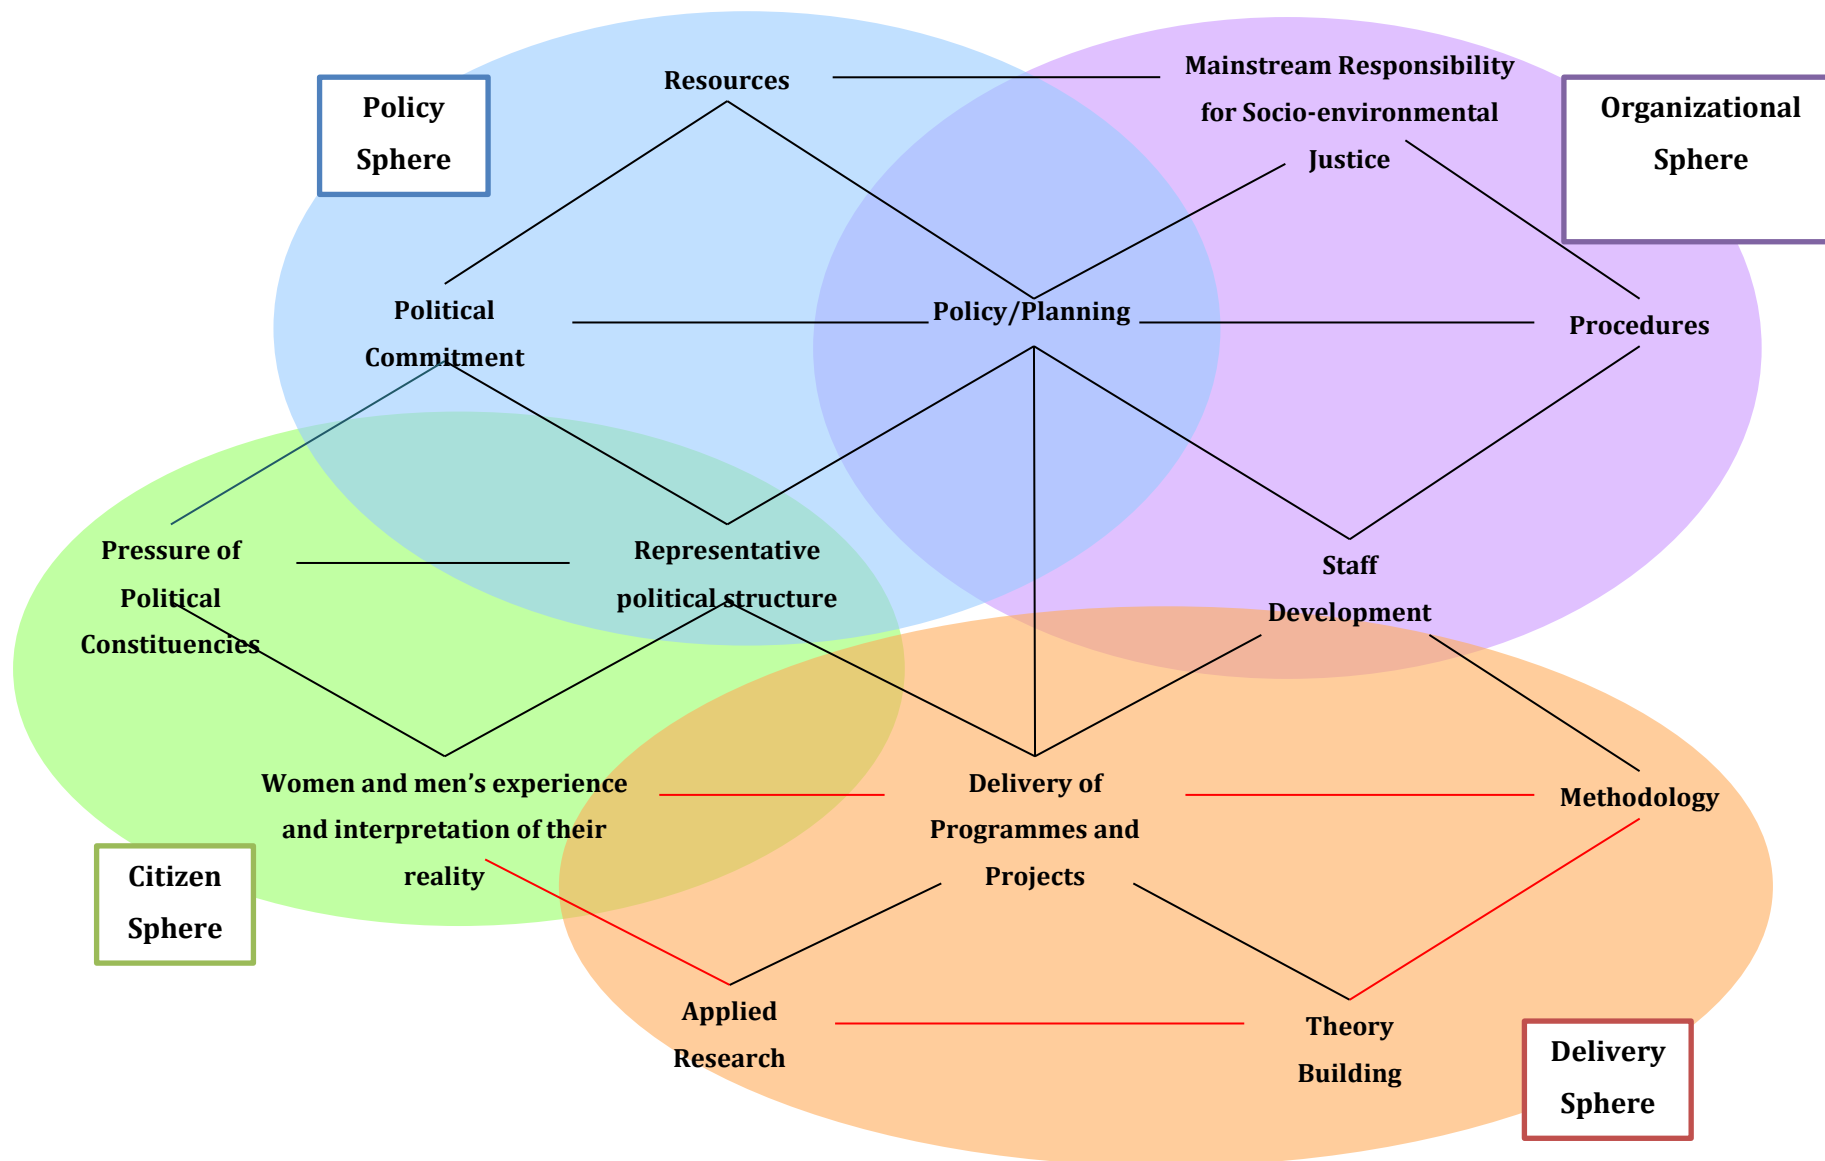 Policy
Sphere
Resources
Mainstream Responsibility
for Socio-environmental
Justice
Organizational
Sphere
Political
Commitment
Policy/Planning
Procedures
Pressure of
Political
Constituencies
Representative
political structure
Staff
Development
Women and men’s experience
and interpretation of their
reality
Delivery of
Programmes and
Projects
Methodology
Citizen
Sphere
Applied
Research
Theory
Building
Delivery
Sphere